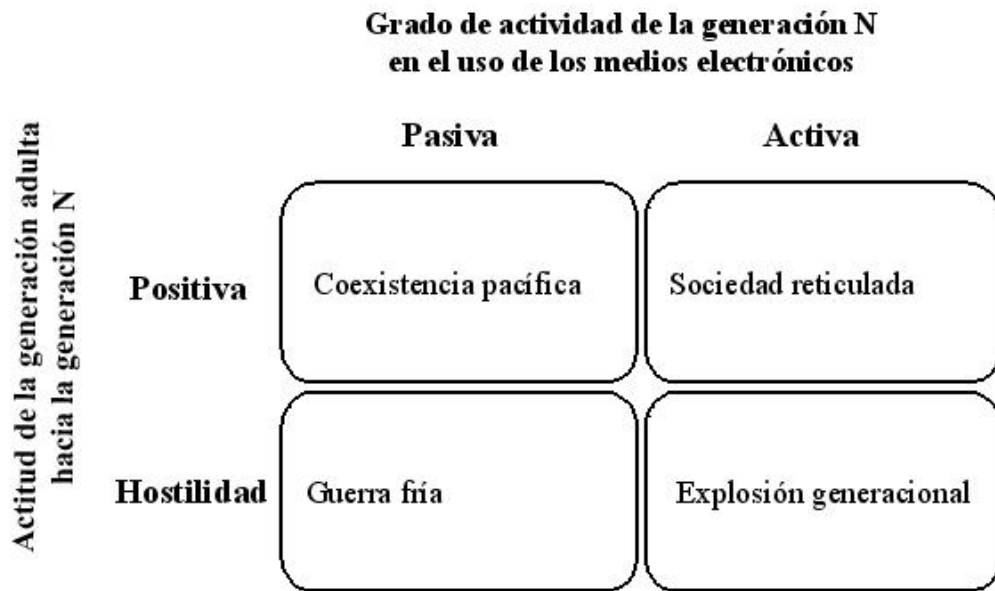 Grado de actividad de la generación N
en el uso de los medios electrónicos
Pasiva Activa
Actitud de la generación adulta
hacia la generación N
Positiva Coexistencia pacífica Sociedad reticulada
Hostilidad Guerra fría Explosión generacional